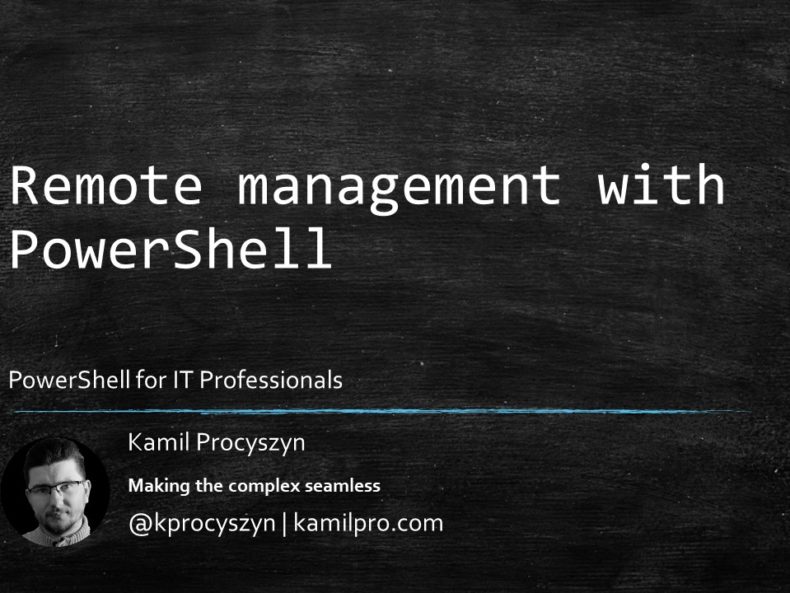 Remote management with
PowerShell
PowerShell for IT Professionals
Kamil Procyszyn
Making the complex seamless
@kprocyszyn | kamilpro.com